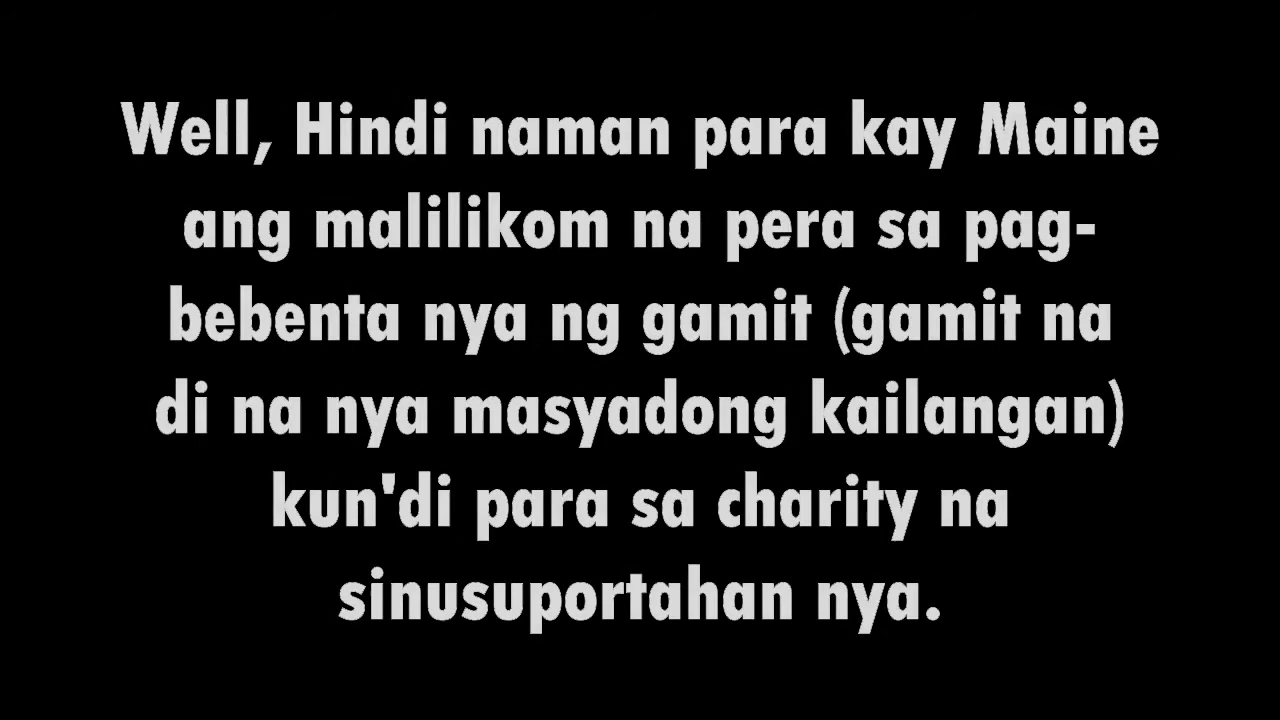 Well, Hindi naman para kay Maine
ang malilikom na pera sa pag-
bebenta nya ng gamit (gamit na
di na nya masyadong kailangan)
kun'di para sa charity na
sinusuportahan nya.